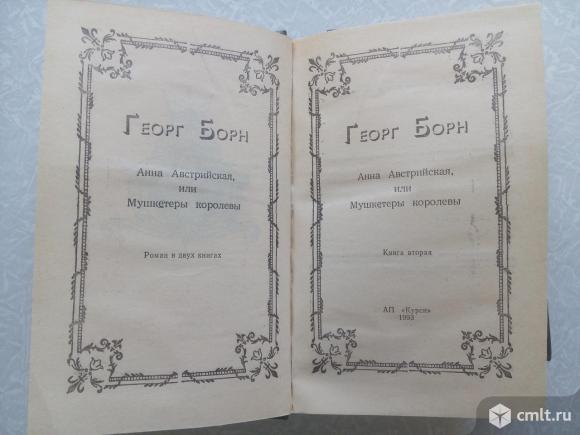 Георг Борн
Анна Австрийская,
или
Мушкетеры королевы
Роман в двух книгах
Георг Борн
Анна Австрийская,
или
Мушкетеры королевы
Книга вторая
АП «Курск»
1993
cmlt.ru